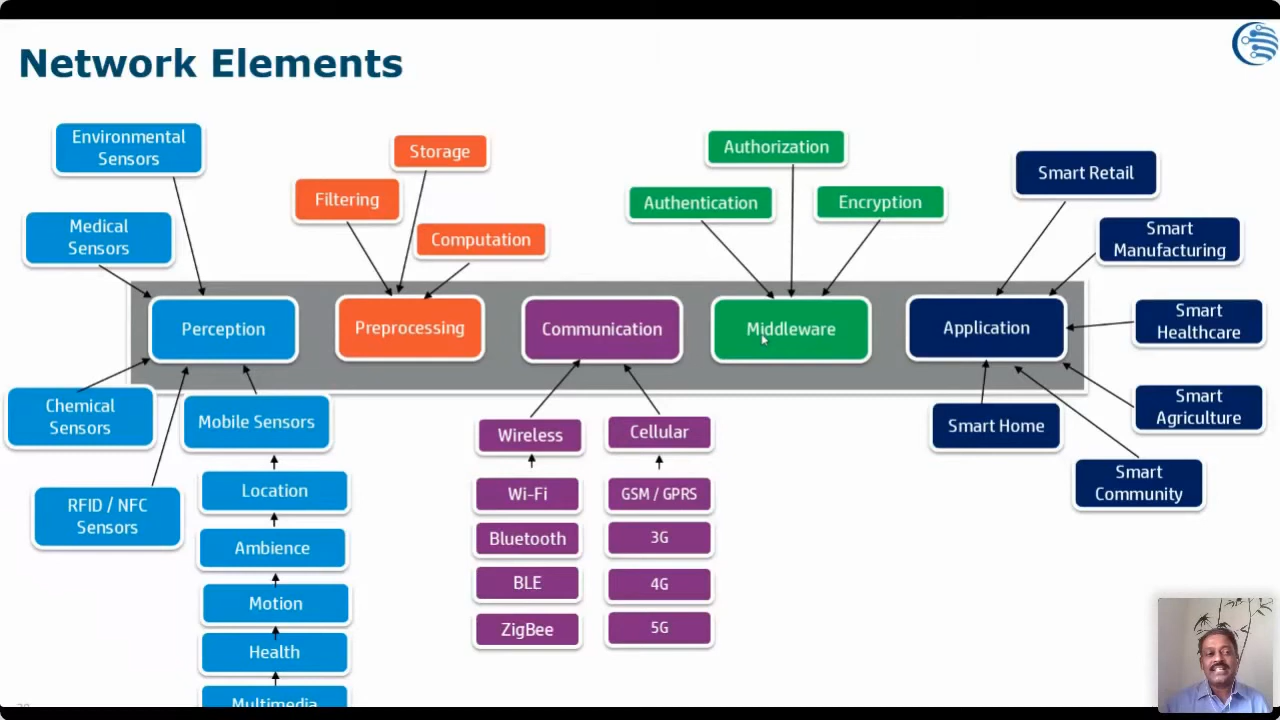 Network Elements
Environmental
Sensors
Storage
Authorization
Smart Retail
Filtering
Authentication
Encryption
Medical
Sensors
Computation
Smart
Manufacturing
Perception
Preprocessing
Communication
Middleware
Application
Smart
Healthcare
Chemical
Sensors
Mobile Sensors
Wireless
Cellular
Smart Home
Smart
Agriculture
Location
Wi-Fi
GSM / GPRS
Smart
Community
RFID / NFC
Sensors
Ambience
Bluetooth
3G
Motion
BLE
4G
Health
ZigBee
5G
Multimedia